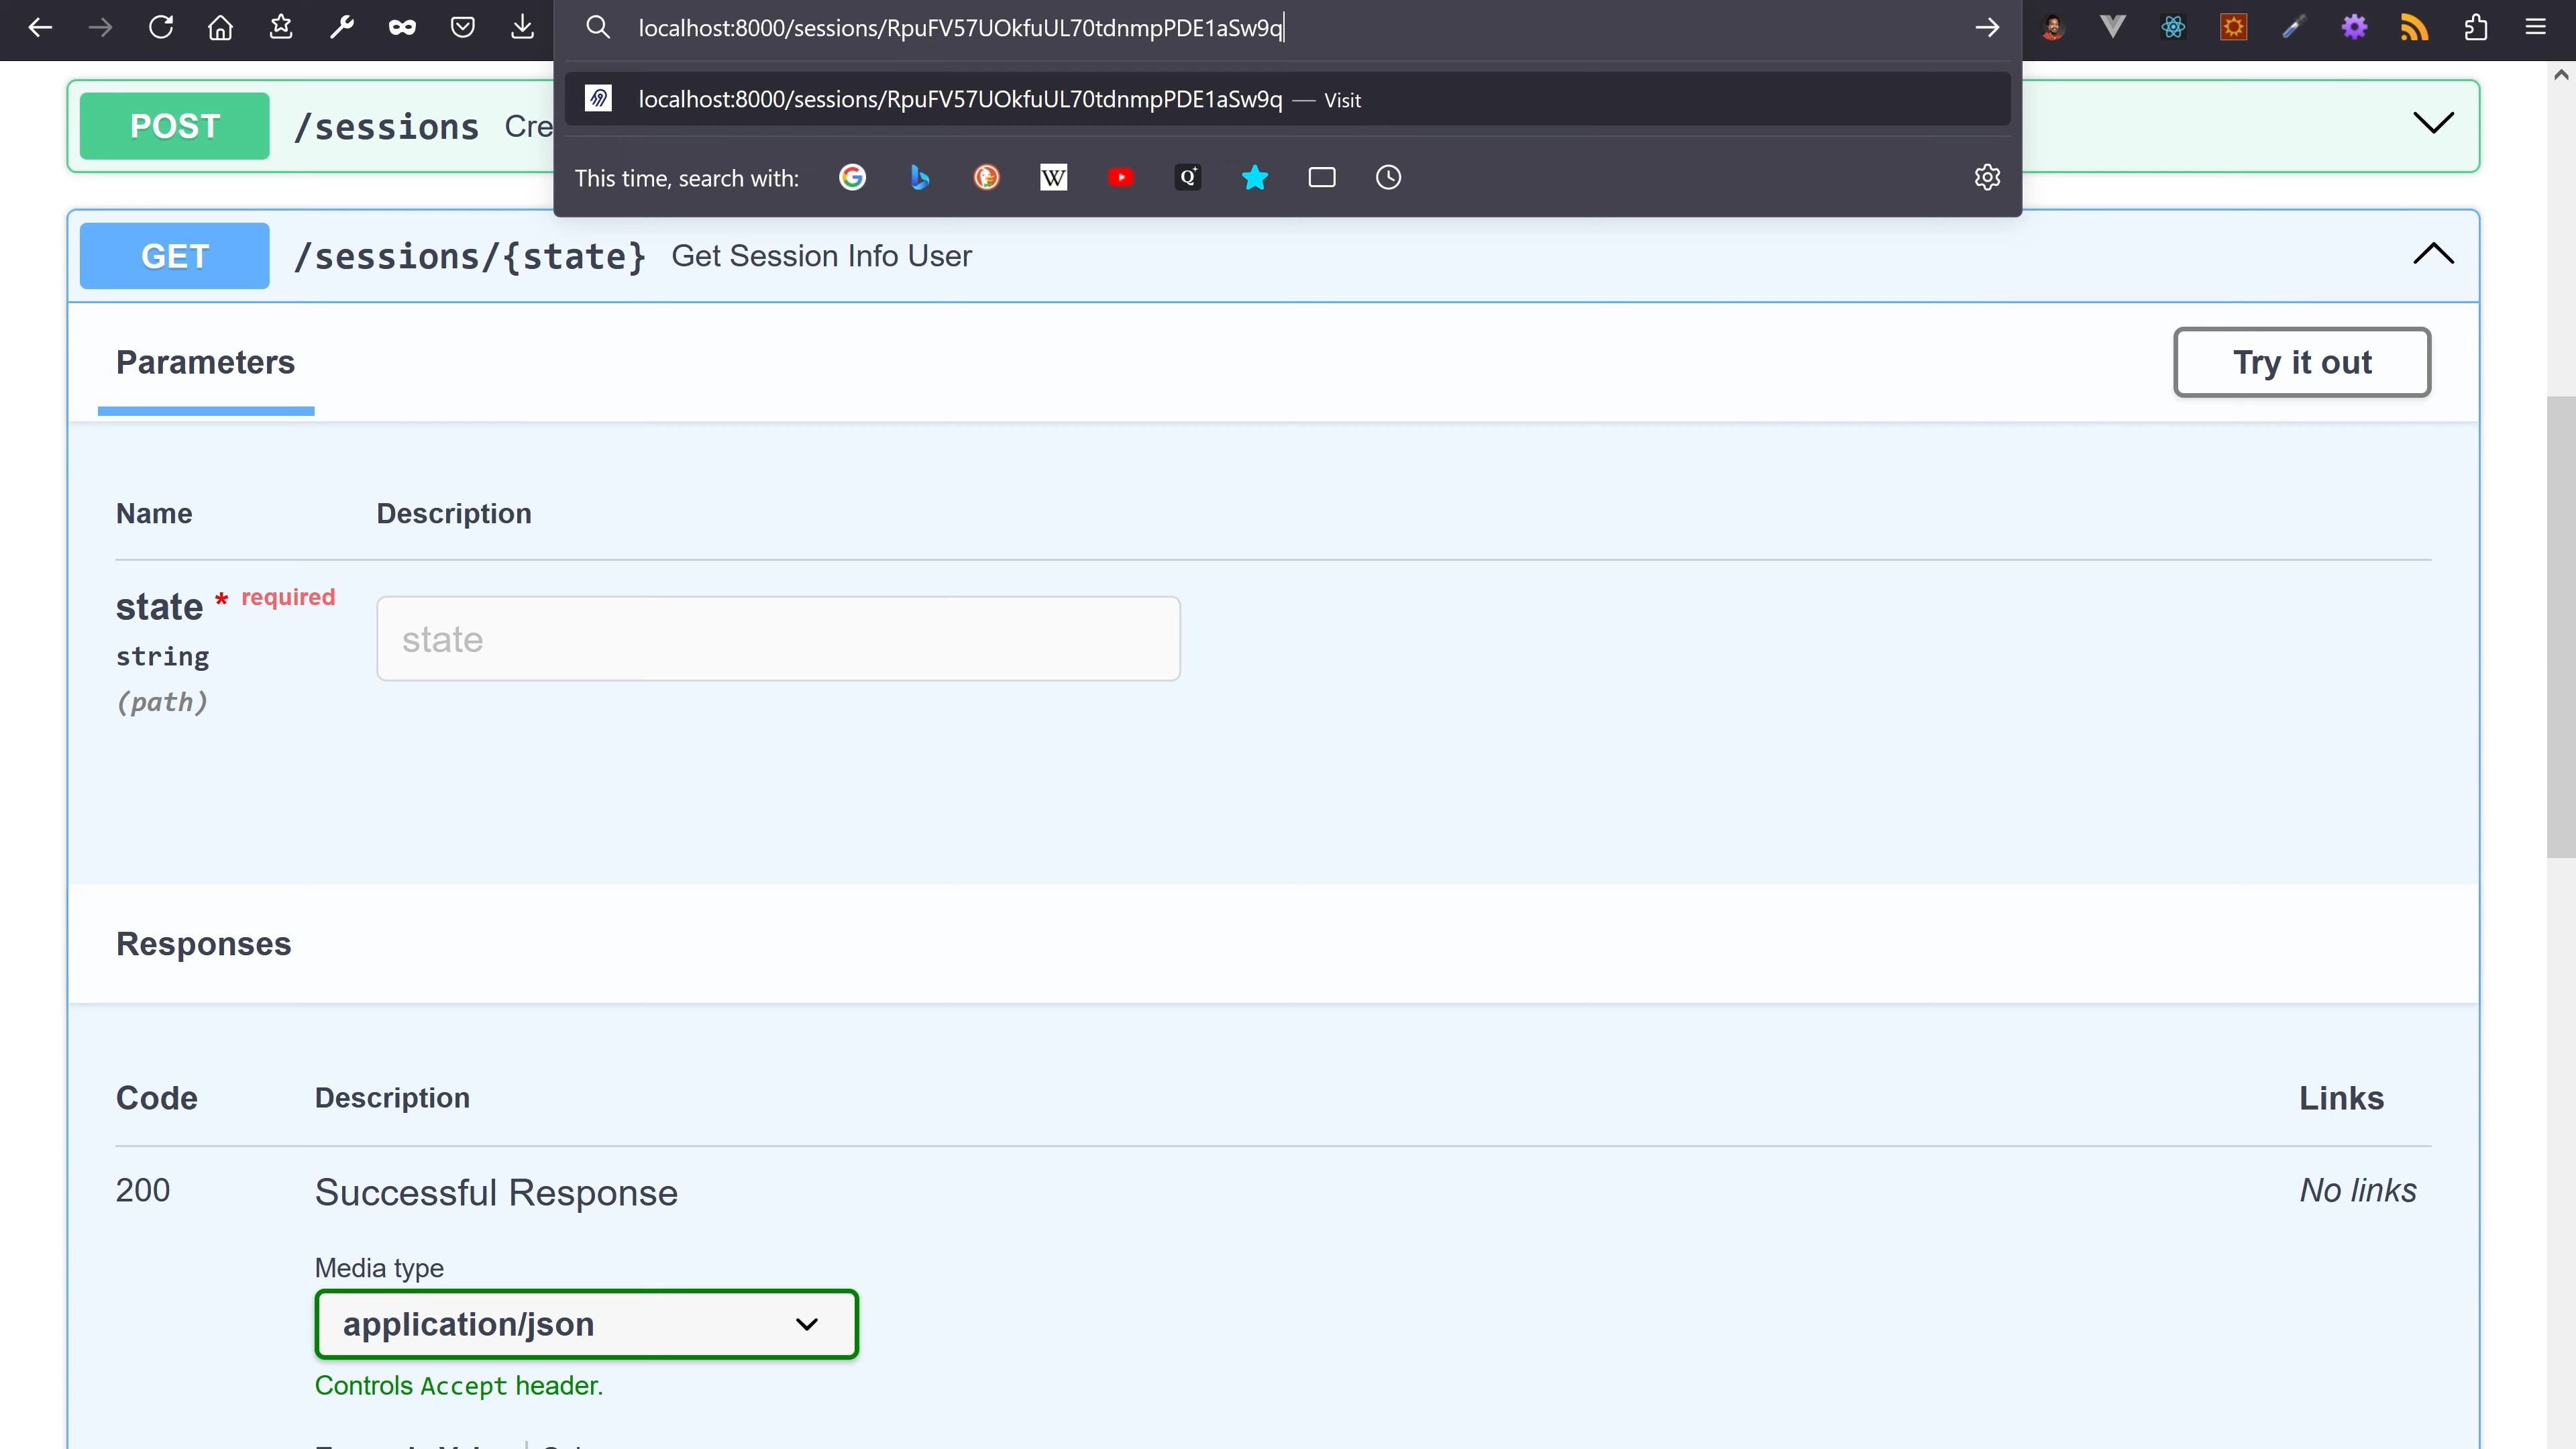 localhost:8000/sessions/RpuFV57UOkfuUL70tdnmpPDE1aSw9q
localhost:8000/sessions/RpuFV57UOkfuUL70tdnmpPDE1aSw9q — Visit
This time, search with:
W
Q
POST /sessions Cre
GET /sessions/{state} Get Session Info User
Parameters
Try it out
Name Description
state * required
string
(path)
state
Responses
Code Description Links
200 Successful Response No links
Media type
application/json
Controls Accept header.